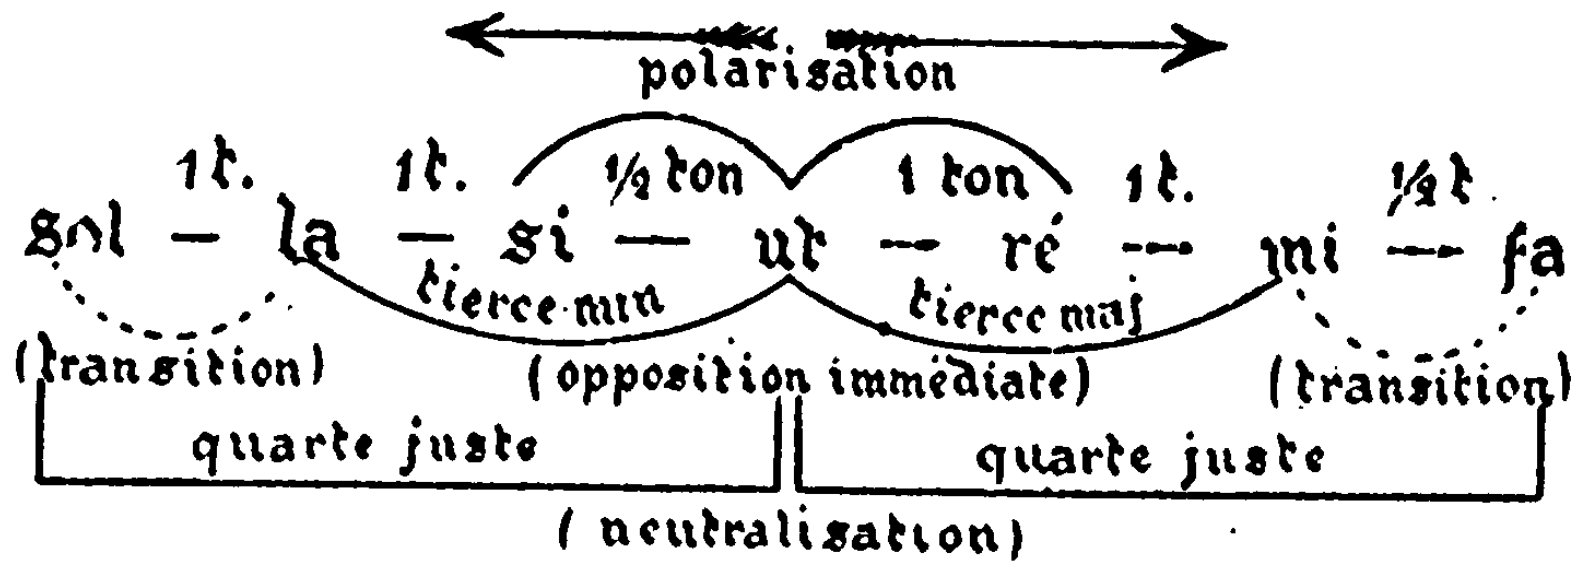 polarisation
1 t. 1 t. ½ ton 1 ton 1 t. ½ t.
sol — la — si — ut — ré — mi — fa
tierce min tierce maj
(transition) (opposition immédiate) (transition)
quarte juste quarte juste
(neutralisation)